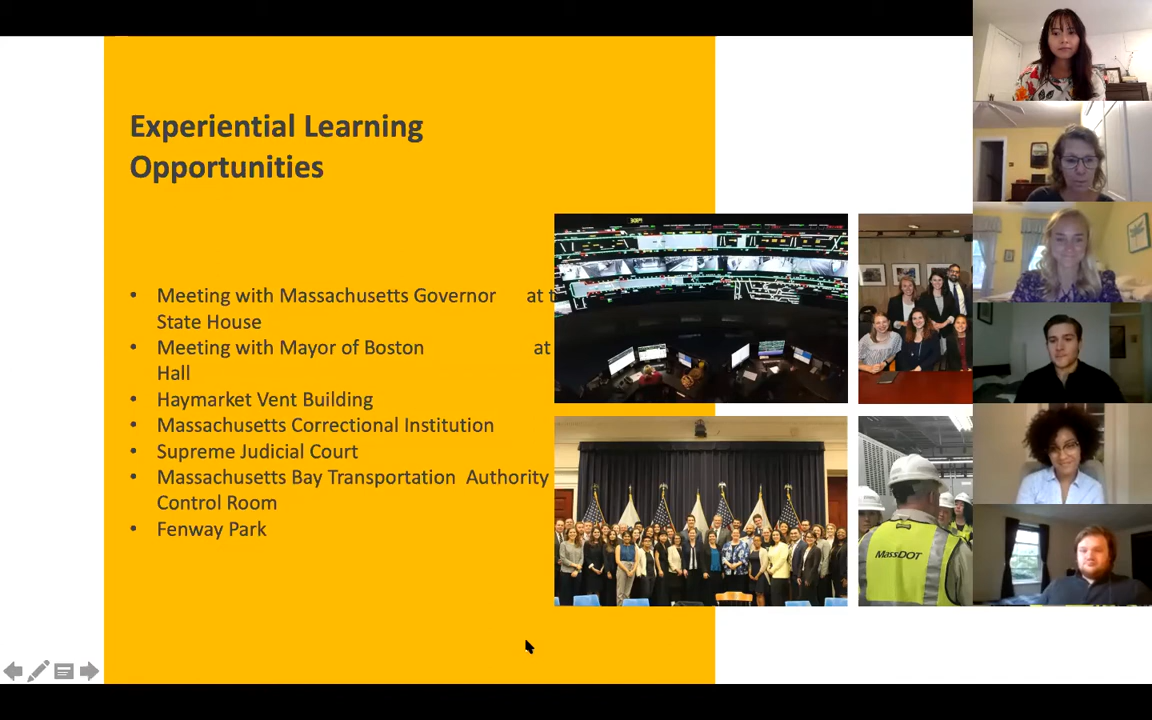 Experiential Learning
Opportunities
• Meeting with Massachusetts Governor at t
State House
• Meeting with Mayor of Boston at
Hall
• Haymarket Vent Building
• Massachusetts Correctional Institution
• Supreme Judicial Court
• Massachusetts Bay Transportation Authority
Control Room
• Fenway Park
MassDOT